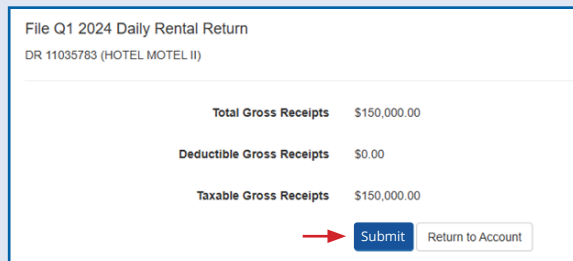 File Q1 2024 Daily Rental Return
DR 11035783 (HOTEL MOTEL II)
Total Gross Receipts $150,000.00
Deductible Gross Receipts $0.00
Taxable Gross Receipts $150,000.00
Submit Return to Account